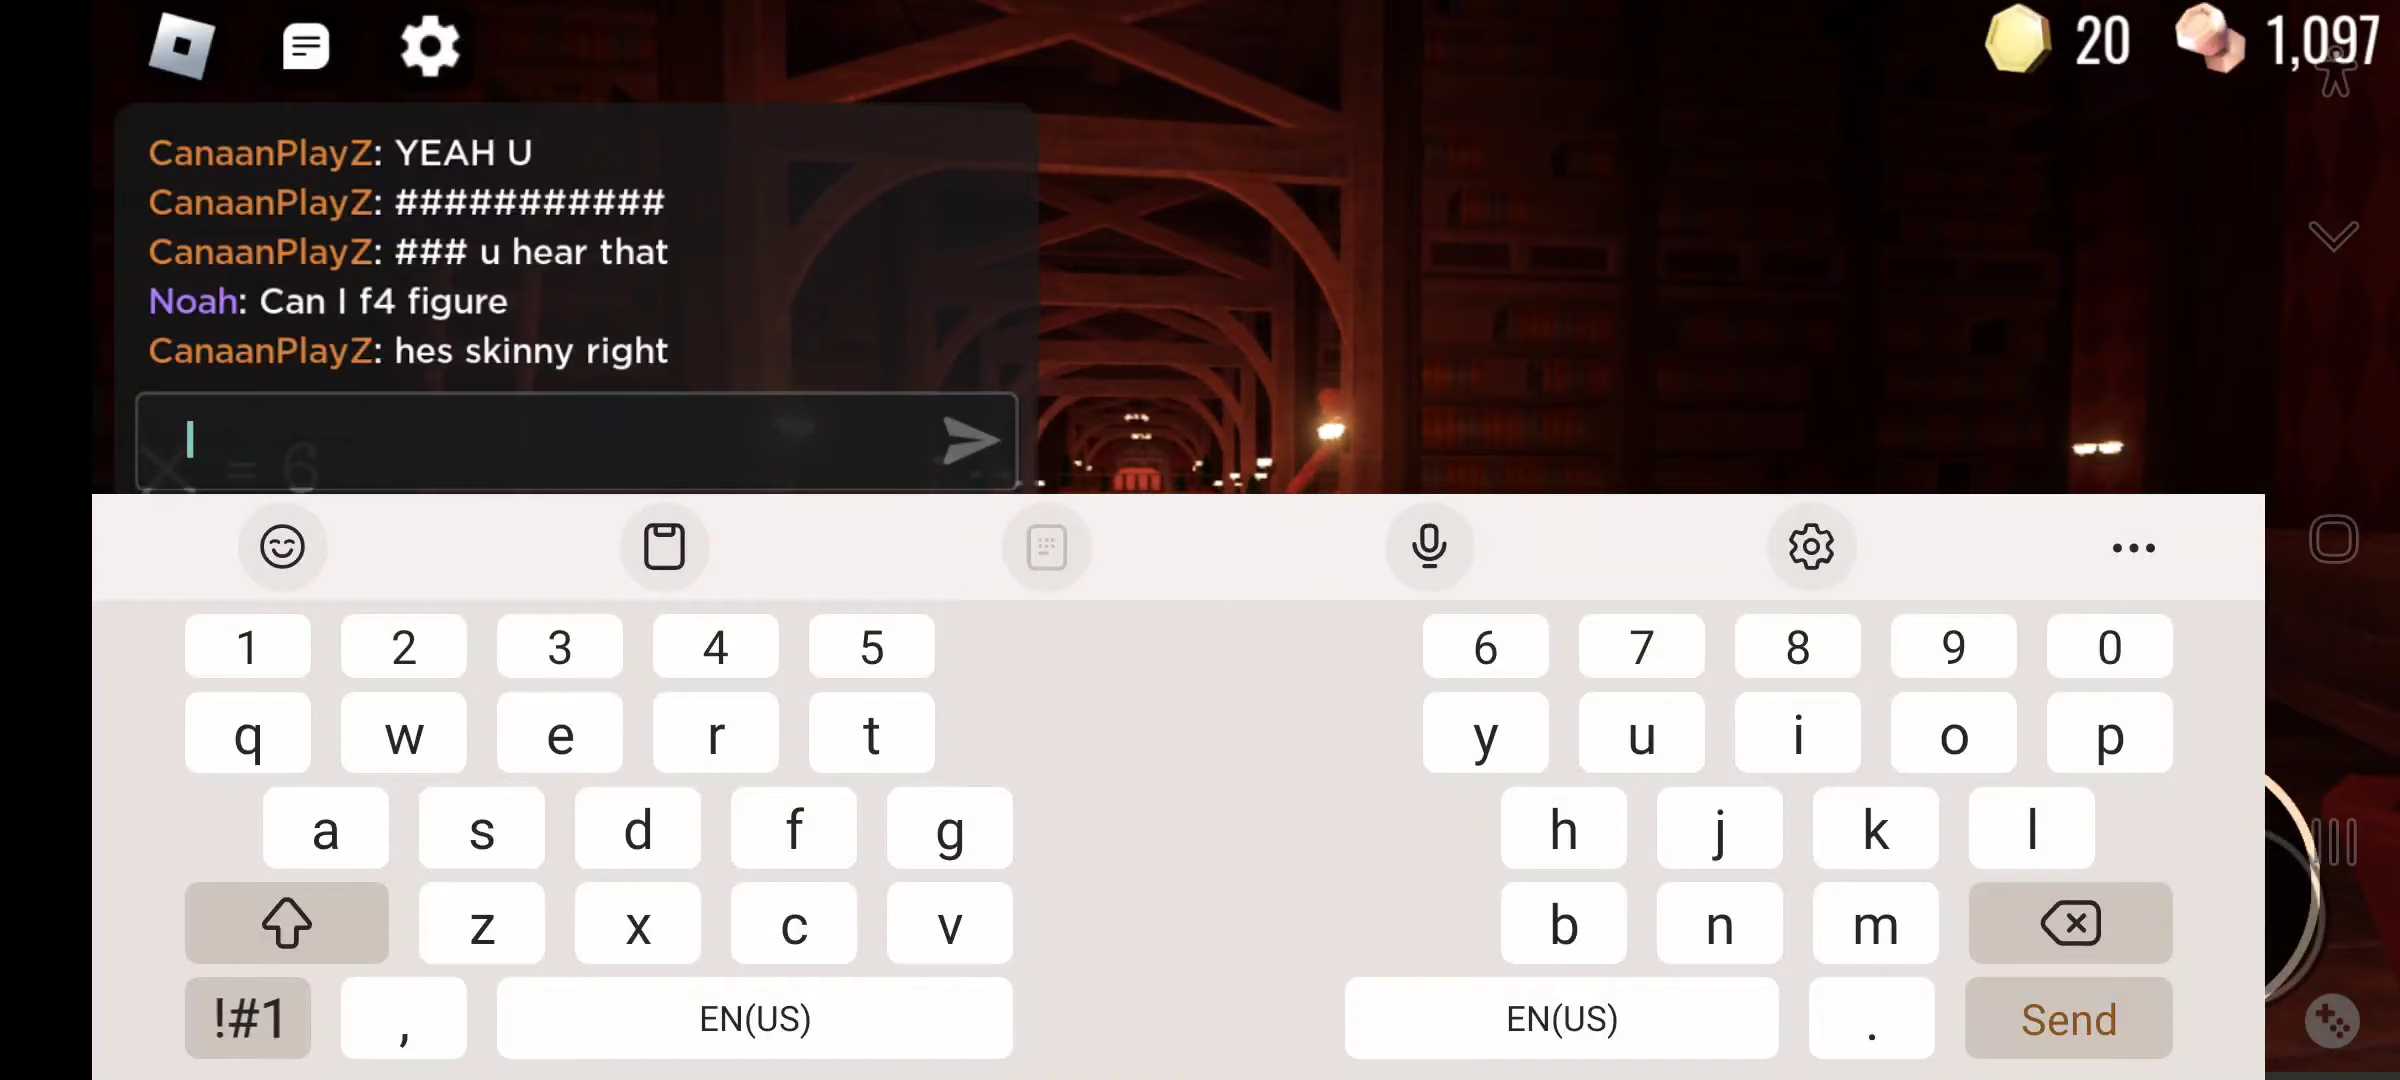 20 1,097
CanaanPlayZ: YEAH U
CanaanPlayZ: ###########
CanaanPlayZ: ### u hear that
Noah: Can I f4 figure
CanaanPlayZ: hes skinny right
= 6
1 2 3 4 5 6 7 8 9 0
q w e r t y u i o p
a s d f g h j k l
z x c v b n m
!#1 , EN(US) EN(US) . Send